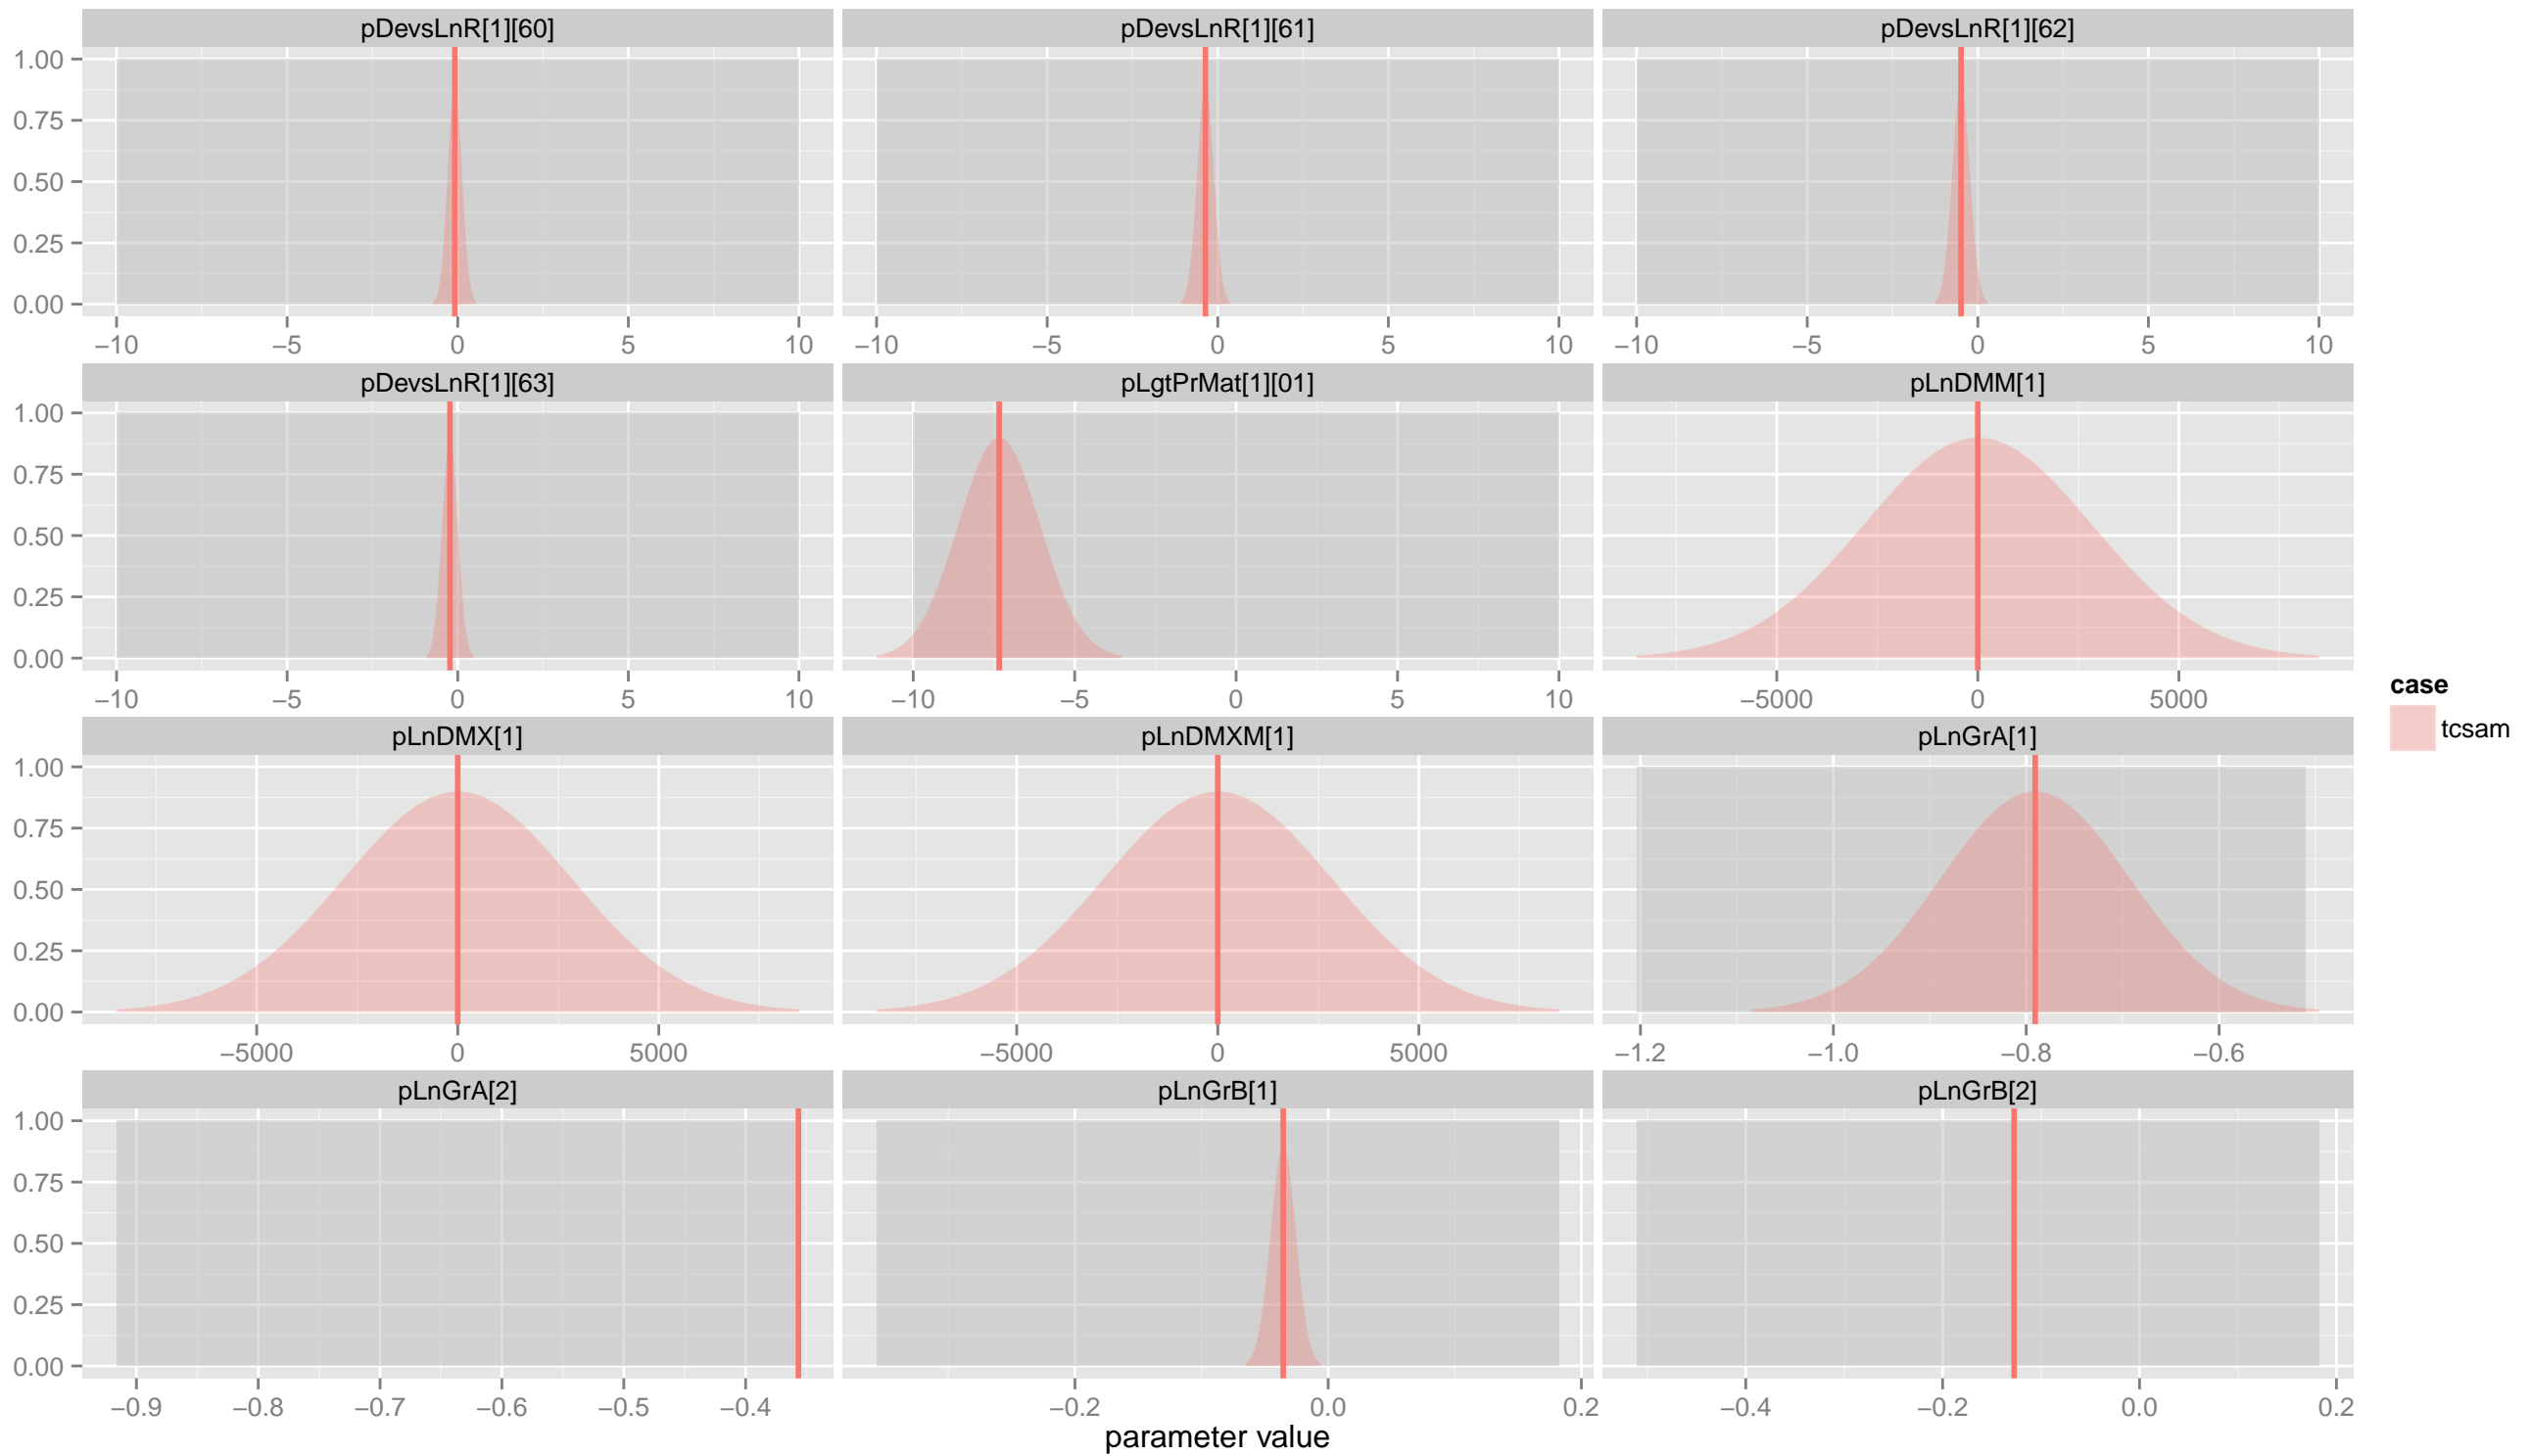 pDevsLnR[1][60] pDevsLnR[1][61] pDevsLnR[1][62]
1.00
0.75
0.50
0.25
0.00
−10 −5 0 5 10 −10 −5 0 5 10 −10 −5 0 5 10
pDevsLnR[1][63] pLgtPrMat[1][01] pLnDMM[1]
1.00
0.75
0.50
0.25
0.00
−10 −5 0 5 10 −10 −5 0 5 10 −5000 0 5000
case
tcsam
pLnDMX[1] pLnDMXM[1] pLnGrA[1]
1.00
0.75
0.50
0.25
0.00
−5000 0 5000 −5000 0 5000 −1.2 −1.0 −0.8 −0.6
pLnGrA[2] pLnGrB[1] pLnGrB[2]
1.00
0.75
0.50
0.25
0.00
−0.9 −0.8 −0.7 −0.6 −0.5 −0.4 −0.2 0.0 0.2 −0.4 −0.2 0.0 0.2
parameter value